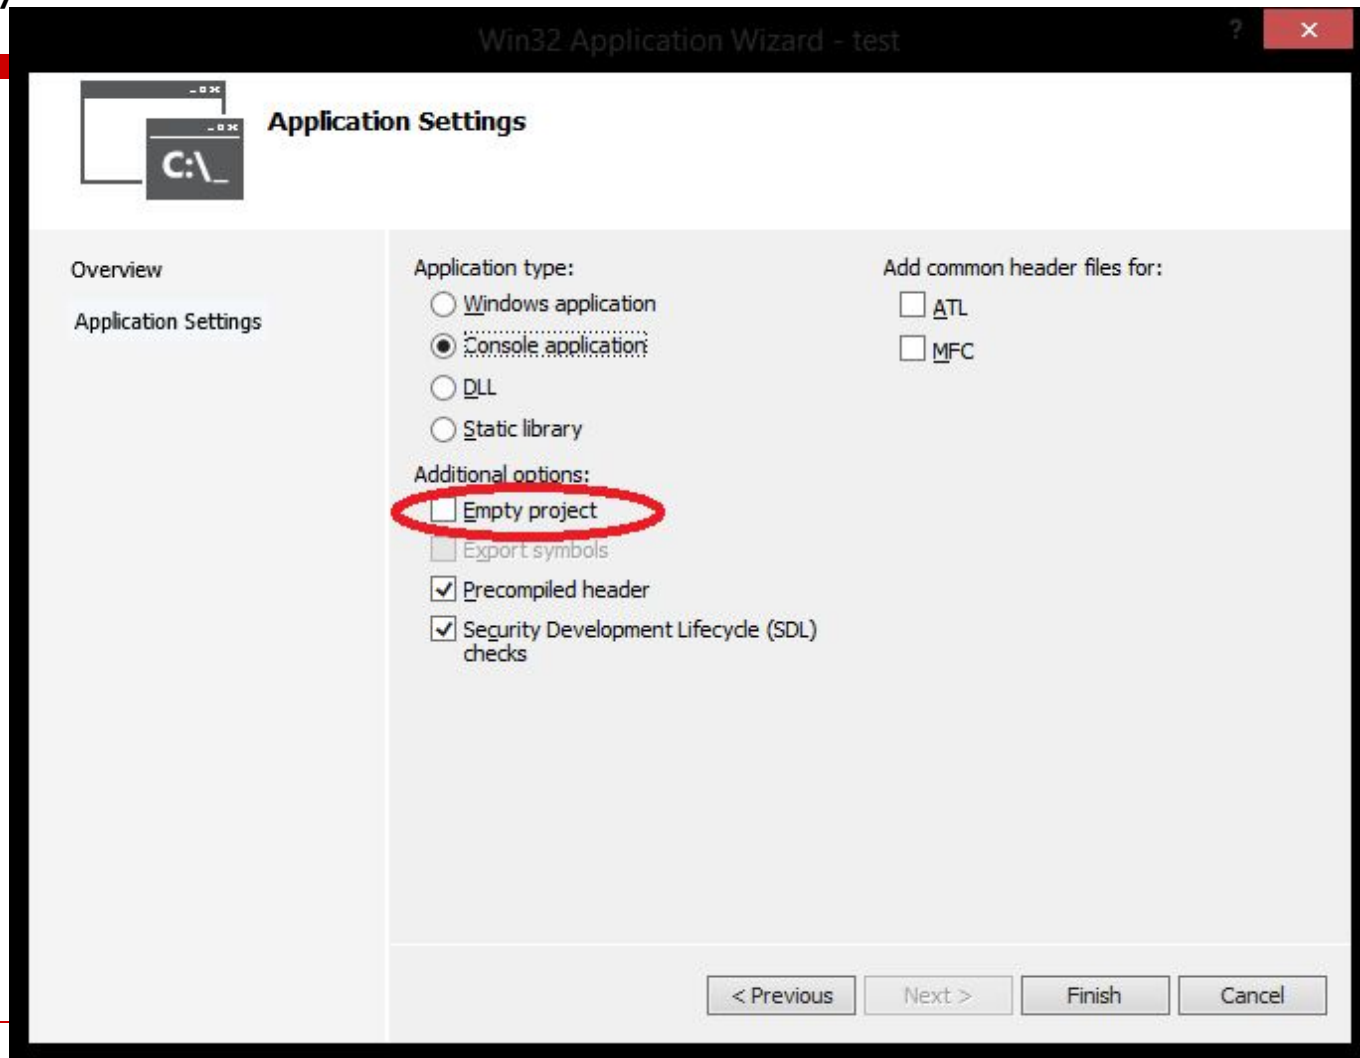 Win32 Application Wizard - test
?
Application Settings
C:\_
Overview
Application Settings
Application type:
Windows application
Console application
DLL
Static library
Additional options:
Empty project
Export symbols
Precompiled header
Security Development Lifecycle (SDL)
checks
Add common header files for:
ATL
MFC
< Previous
Next >
Finish
Cancel